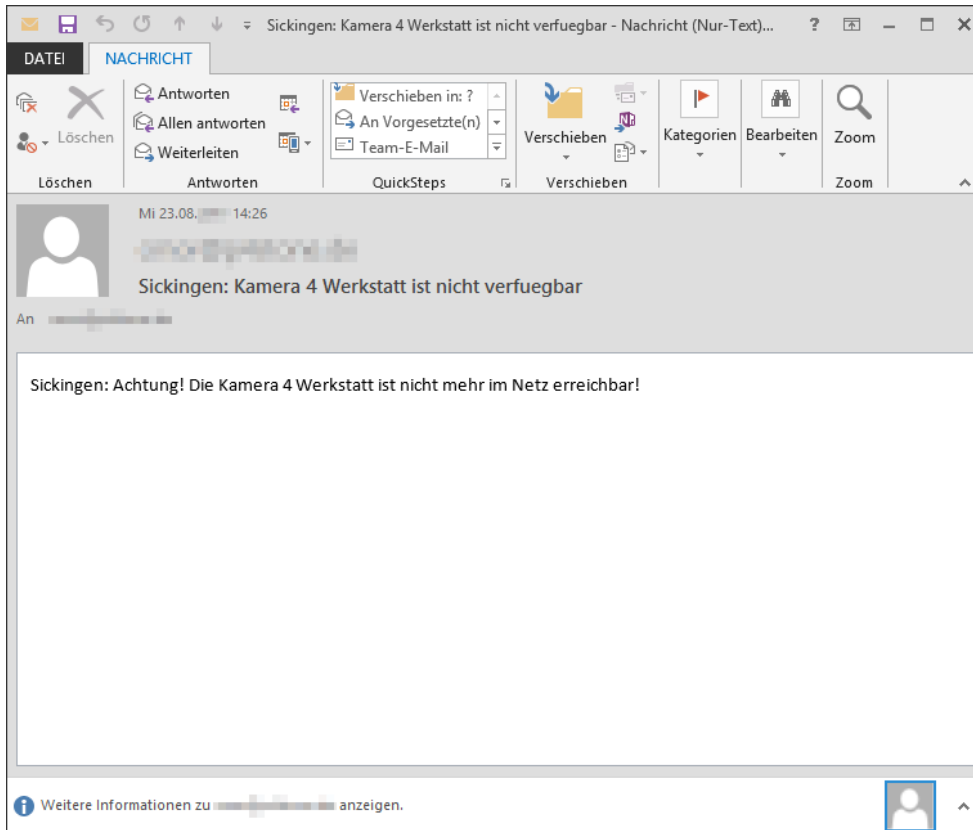 Sickingen: Kamera 4 Werkstatt ist nicht verfuegbar - Nachricht (Nur-Text)... ?
DATEI NACHRICHT
Löschen
Antworten
Allen antworten
Weiterleiten
Verschieben in: ?
An Vorgesetzte(n)
Team-E-Mail
Verschieben
Kategorien
Bearbeiten
Zoom
Löschen Antworten QuickSteps Verschieben Zoom
Mi 23.08. 14:26
Sickingen: Kamera 4 Werkstatt ist nicht verfuegbar
An
Sickingen: Achtung! Die Kamera 4 Werkstatt ist nicht mehr im Netz erreichbar!
Weitere Informationen zu anzeigen.